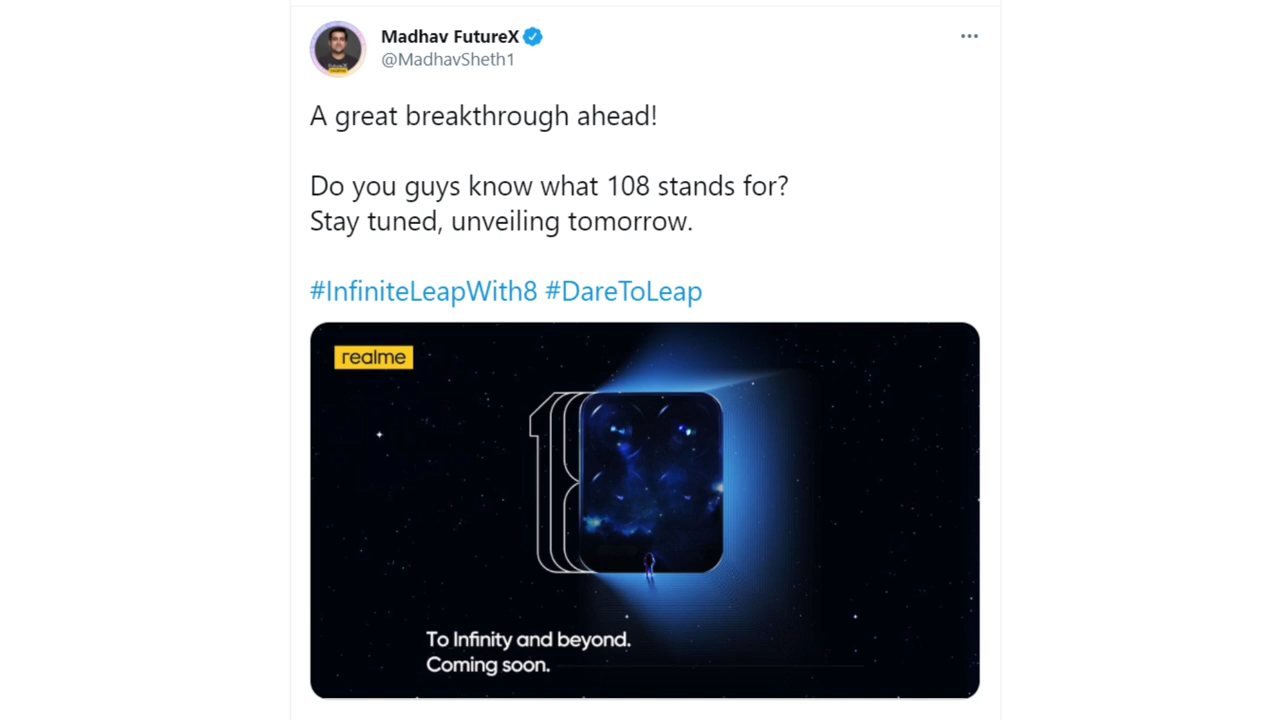 Madhav FutureX
@MadhavSheth1
A great breakthrough ahead!
Do you guys know what 108 stands for?
Stay tuned, unveiling tomorrow.
#InfiniteLeapWith8 #DareToLeap
realme
To Infinity and beyond.
Coming soon.